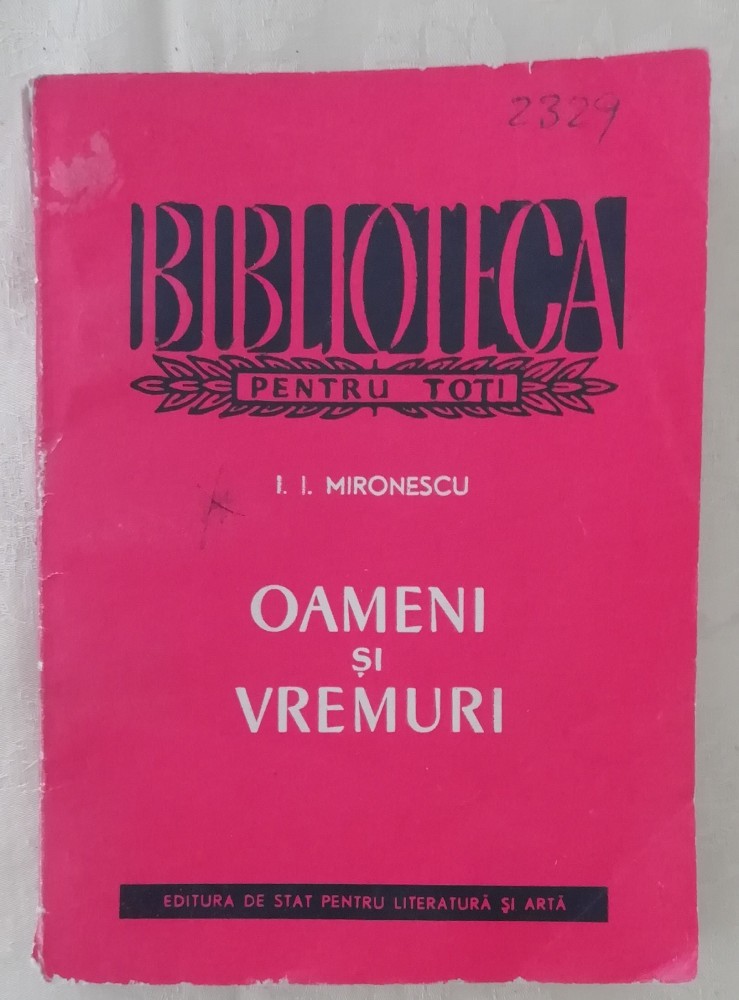 2329
BIBLIOTECA
PENTRU TOȚI
I. I. MIRONESCU
OAMENI
ȘI
VREMURI
EDITURA DE STAT PENTRU LITERATURĂ ȘI ARTĂ